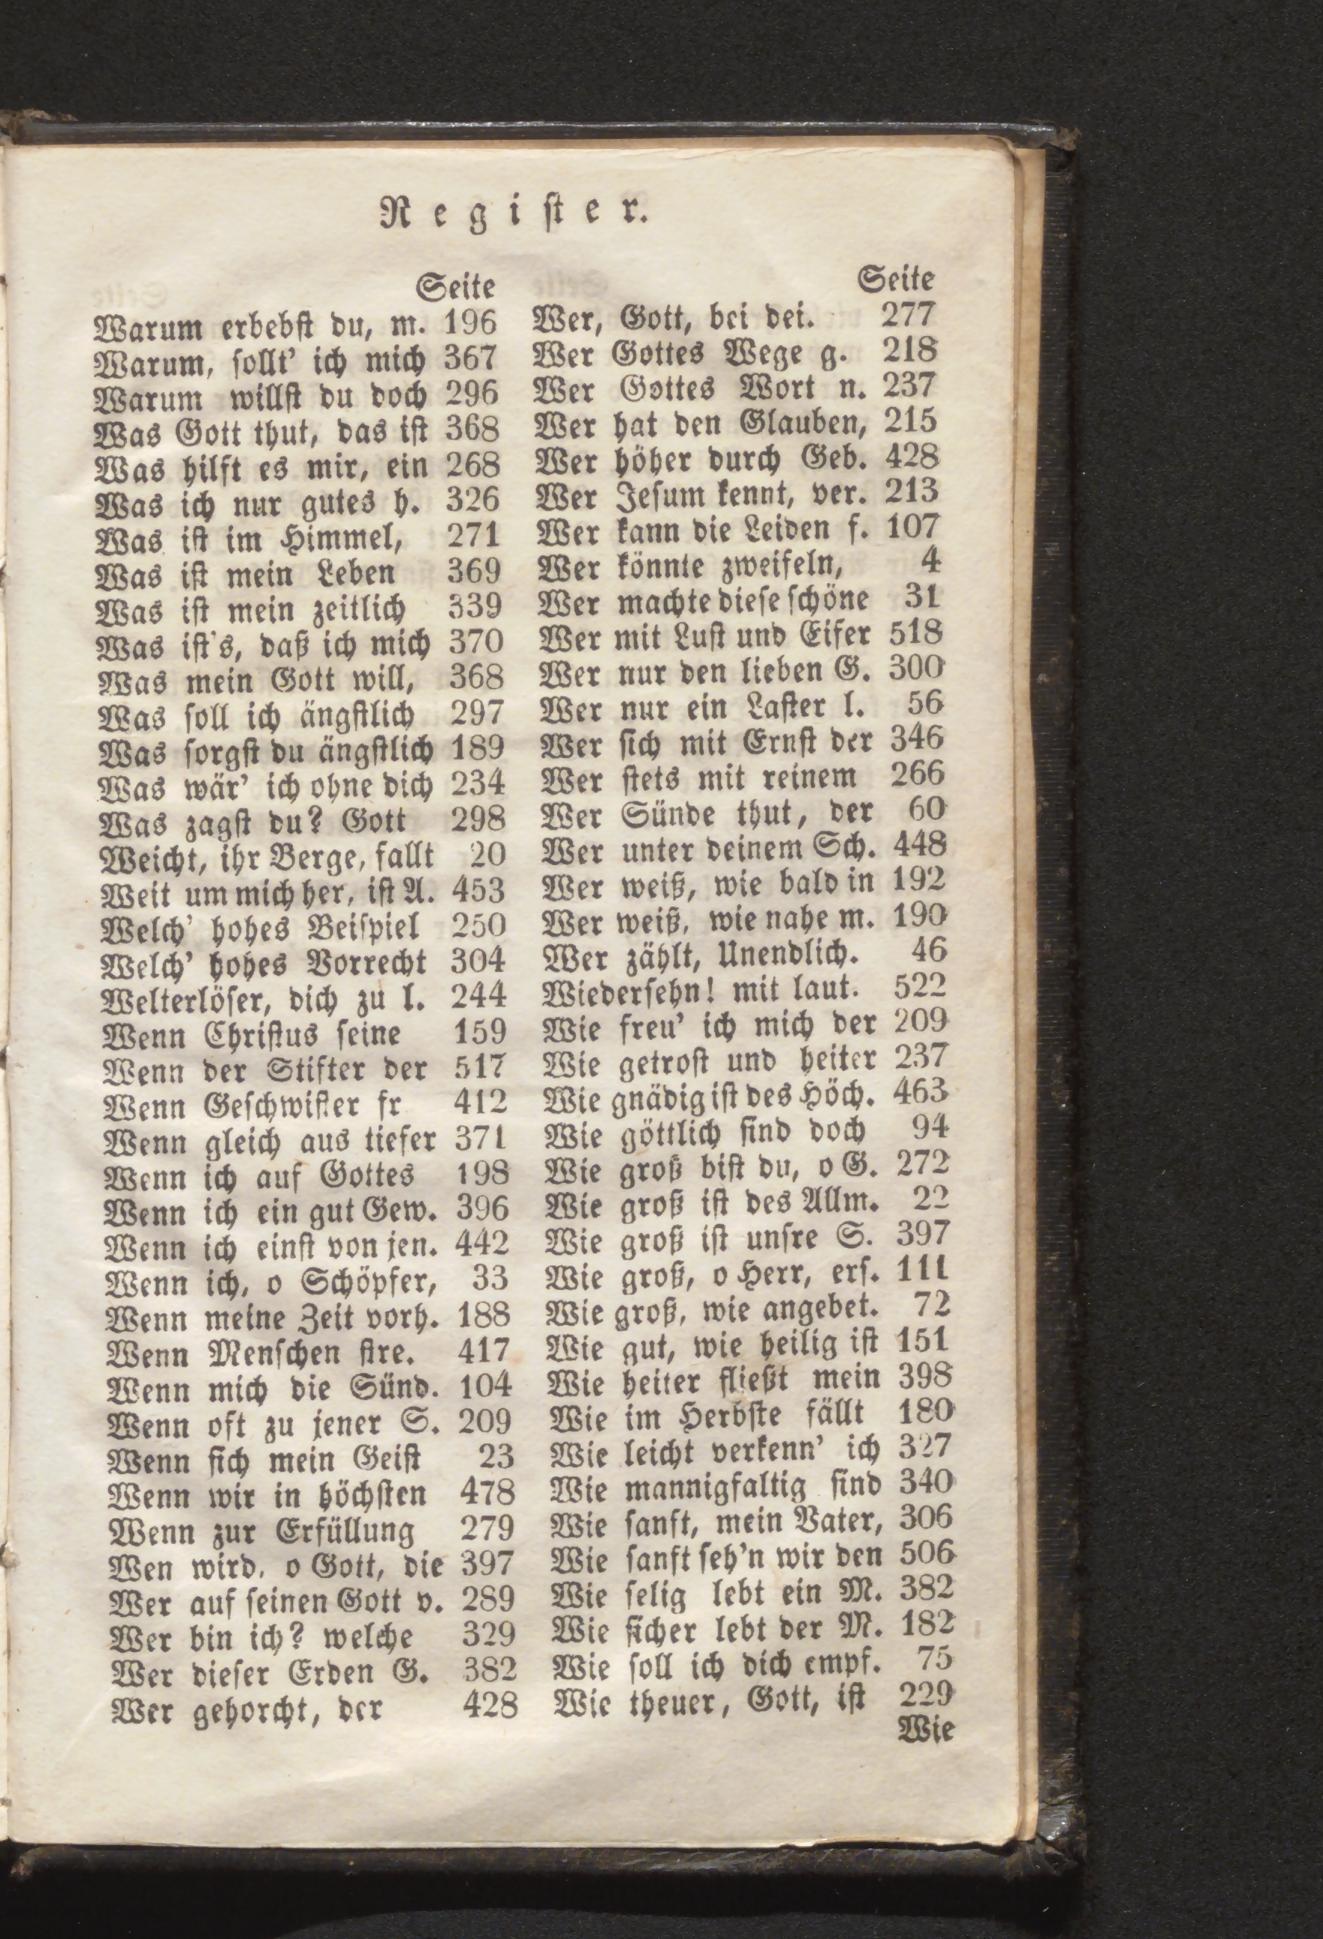 Register.
Seite
Warum erbebst du, m. 196
Warum, sollt' ich mich 367
Warum willst du doch 296
Was Gott thut, das ist 368
Was hilft es mir, ein 268
Was ich nur gutes h. 326
Was ist im Himmel, 271
Was ist mein Leben 369
Was ist mein zeitlich 339
Was ist's, daß ich mich 370
Was mein Gott will, 368
Was soll ich ängstlich 297
Was sorgst du ängstlich 189
Was wär' ich ohne dich 234
Was zagst du? Gott 298
Weicht, ihr Berge, fallt 20
Weit um mich her, ist A. 453
Welch' hohes Beispiel 250
Welch' hohes Vorrecht 304
Welterlöser, dich zu l. 244
Wenn Christus seine 159
Wenn der Stifter der 517
Wenn Geschwister fr 412
Wenn gleich aus tiefer 371
Wenn ich auf Gottes 198
Wenn ich ein gut Gew. 396
Wenn ich einst von jen. 442
Wenn ich, o Schöpfer, 33
Wenn meine Zeit vorh. 188
Wenn Menschen stre. 417
Wenn mich die Sünd. 104
Wenn oft zu jener S. 209
Wenn sich mein Geist 23
Wenn wir in höchsten 478
Wenn zur Erfüllung 279
Wen wird, o Gott, die 397
Wer auf seinen Gott v. 289
Wer bin ich? welche 329
Wer dieser Erden G. 382
Wer gehorcht, der 428
Seite
Wer, Gott, bei dei. 277
Wer Gottes Wege g. 218
Wer Gottes Wort n. 237
Wer hat den Glauben, 215
Wer höher durch Geb. 428
Wer Jesum kennt, ver. 213
Wer kann die Leiden f. 107
Wer könnte zweifeln, 4
Wer machte diese schöne 31
Wer mit Lust und Eifer 518
Wer nur den lieben G. 300
Wer nur ein Laster l. 56
Wer sich mit Ernst der 346
Wer stets mit reinem 266
Wer Sünde thut, der 60
Wer unter deinem Sch. 448
Wer weiß, wie bald in 192
Wer weiß, wie nahe m. 190
Wer zählt, Unendlich. 46
Wiedersehn! mit laut. 522
Wie freu' ich mich der 209
Wie getrost und heiter 237
Wie gnädig ist des Höch. 463
Wie göttlich sind doch 94
Wie groß bist du, o G. 272
Wie groß ist des Allm. 22
Wie groß ist unsre S. 397
Wie groß, o Herr, ers. 111
Wie groß, wie angebet. 72
Wie gut, wie heilig ist 151
Wie heiter fließt mein 398
Wie im Herbste fällt 180
Wie leicht verkenn' ich 327
Wie mannigfaltig sind 340
Wie sanft, mein Vater, 306
Wie sanft seh'n wir den 506
Wie selig lebt ein M. 382
Wie sicher lebt der M. 182
Wie soll ich dich empf. 75
Wie theuer, Gott, ist 229
Wie